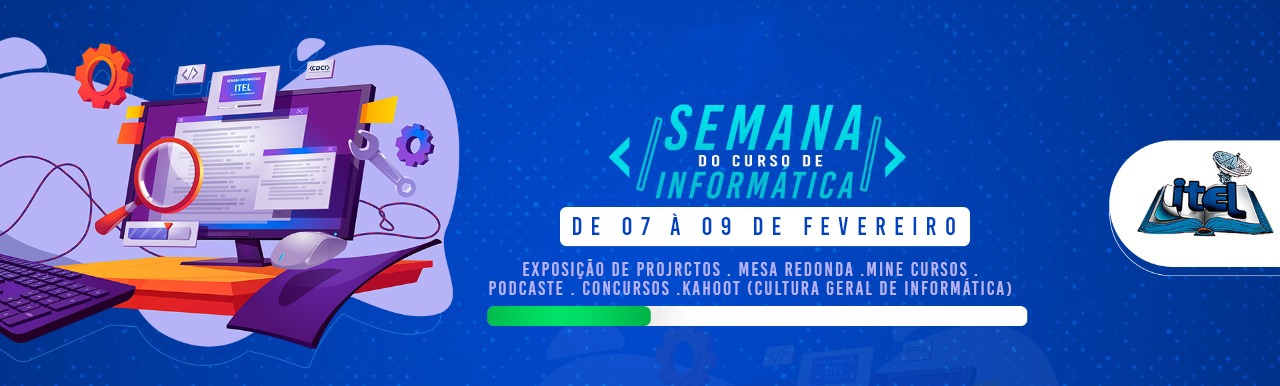 </>
SEMANA INFORMÁTICA
ITEL
SEMANA
DO CURSO DE
INFORMÁTICA
DE 07 À 09 DE FEVEREIRO
EXPOSIÇÃO DE PROJRCTOS . MESA REDONDA .MINE CURSOS .
PODCASTE . CONCURSOS .KAHOOT (CULTURA GERAL DE INFORMÁTICA)
itel